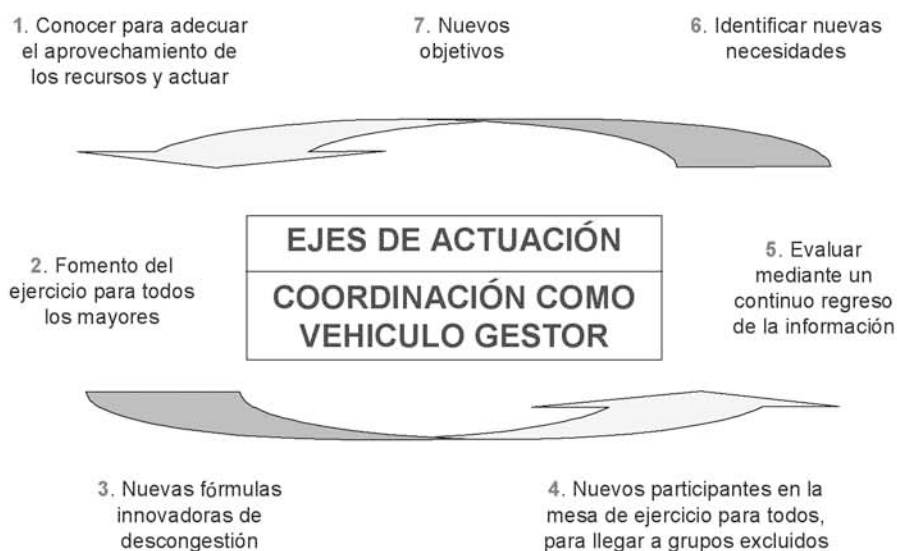 1. Conocer para adecuar
el aprovechamiento de
los recursos y actuar
7. Nuevos
objetivos
6. Identificar nuevas
necesidades
EJES DE ACTUACIÓN
COORDINACIÓN COMO
VEHICULO GESTOR
2. Fomento del
ejercicio para todos
los mayores
5. Evaluar
mediante un
continuo regreso
de la información
3. Nuevas fórmulas
innovadoras de
descongestión
4. Nuevos participantes en la
mesa de ejercicio para todos,
para llegar a grupos excluidos